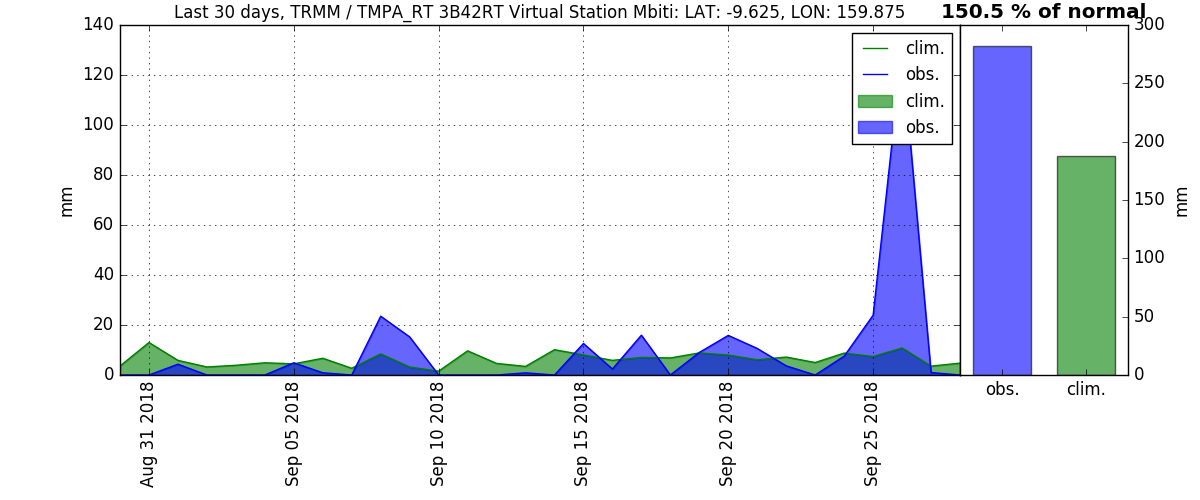 Last 30 days, TRMM / TMPA_RT 3B42RT Virtual Station Mbiti: LAT: -9.625, LON: 159.875
150.5 % of normal
140
120
100
80
60
40
20
0
mm
clim.
obs.
clim.
obs.
Aug 31 2018
Sep 05 2018
Sep 10 2018
Sep 15 2018
Sep 20 2018
Sep 25 2018
300
250
200
150
100
50
0
mm
obs.
clim.